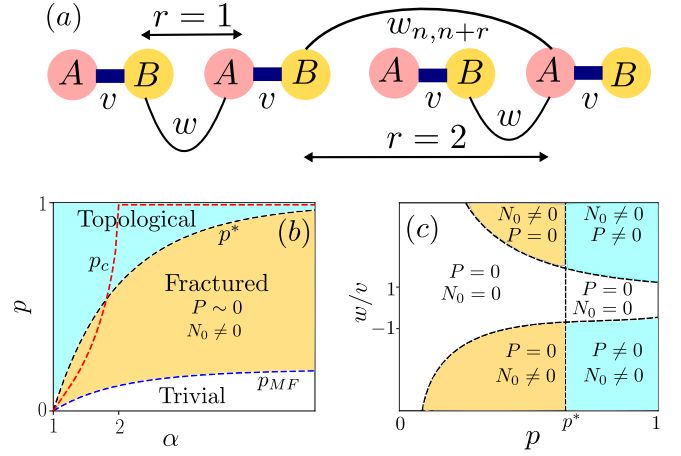 (a)
r = 1
w_{n,n+r}
A B A B A B A B
v w v v w v
r = 2
1 Topological (b)
p* p_c
Fractured
p P ∼ 0
N_0 ≠ 0
Trivial p_{MF}
0
1 2
α
(c) N_0 ≠ 0 N_0 ≠ 0
P = 0 P ≠ 0
P = 0 P = 0
N_0 = 0 N_0 = 0
w/v 1
−1
P = 0 P ≠ 0
N_0 ≠ 0 N_0 ≠ 0
0 p p* 1